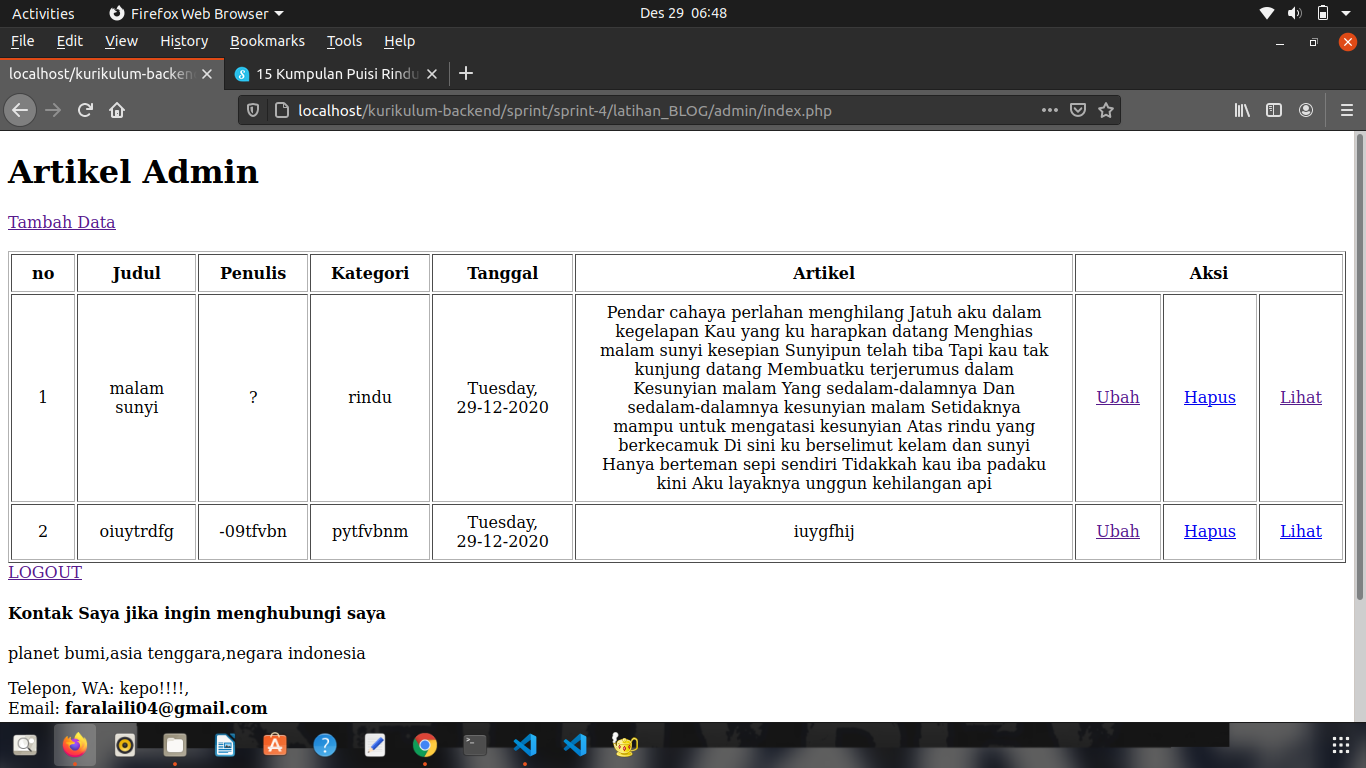 Activities Firefox Web Browser Des 29 06:48
File Edit View History Bookmarks Tools Help
localhost/kurikulum-backen 15 Kumpulan Puisi Rindu
localhost/kurikulum-backend/sprint/sprint-4/latihan_BLOG/admin/index.php
Artikel Admin
Tambah Data
no Judul Penulis Kategori Tanggal Artikel Aksi
1
malam
sunyi
?
rindu
Tuesday,
29-12-2020
Pendar cahaya perlahan menghilang Jatuh aku dalam
kegelapan Kau yang ku harapkan datang Menghias
malam sunyi kesepian Sunyipun telah tiba Tapi kau tak
kunjung datang Membuatku terjerumus dalam
Kesunyian malam Yang sedalam-dalamnya Dan
sedalam-dalamnya kesunyian malam Setidaknya
mampu untuk mengatasi kesunyian Atas rindu yang
berkecamuk Di sini ku berselimut kelam dan sunyi
Hanya berteman sepi sendiri Tidakkah kau iba padaku
kini Aku layaknya unggun kehilangan api
Ubah Hapus Lihat
2
oiuytrdfg
-09tfvbn
pytfvbnm
Tuesday,
29-12-2020
iuygfhij
Ubah Hapus Lihat
LOGOUT
Kontak Saya jika ingin menghubungi saya
planet bumi,asia tenggara,negara indonesia
Telepon, WA: kepo!!!!,
Email: faralaili04@gmail.com